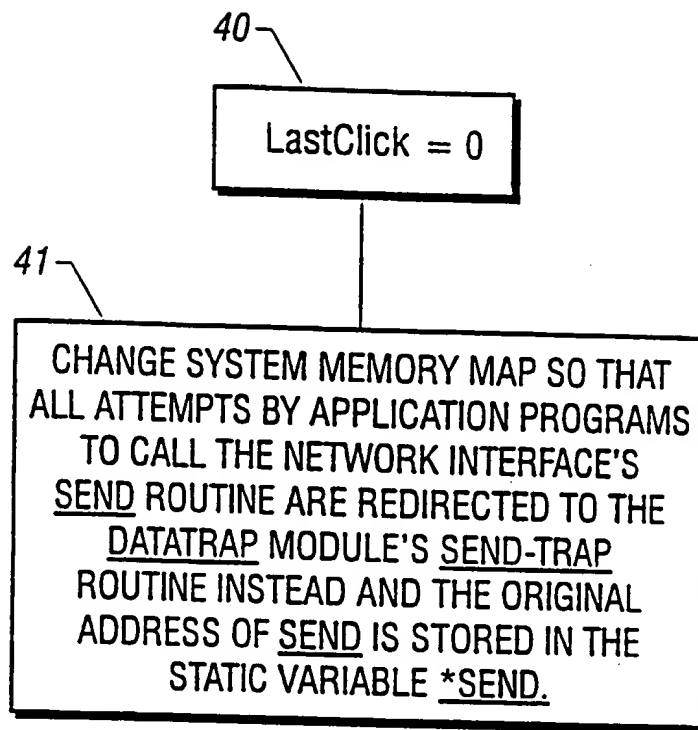 40
LastClick = 0
41
CHANGE SYSTEM MEMORY MAP SO THAT
ALL ATTEMPTS BY APPLICATION PROGRAMS
TO CALL THE NETWORK INTERFACE'S
SEND ROUTINE ARE REDIRECTED TO THE
DATATRAP MODULE'S SEND-TRAP
ROUTINE INSTEAD AND THE ORIGINAL
ADDRESS OF SEND IS STORED IN THE
STATIC VARIABLE *SEND.